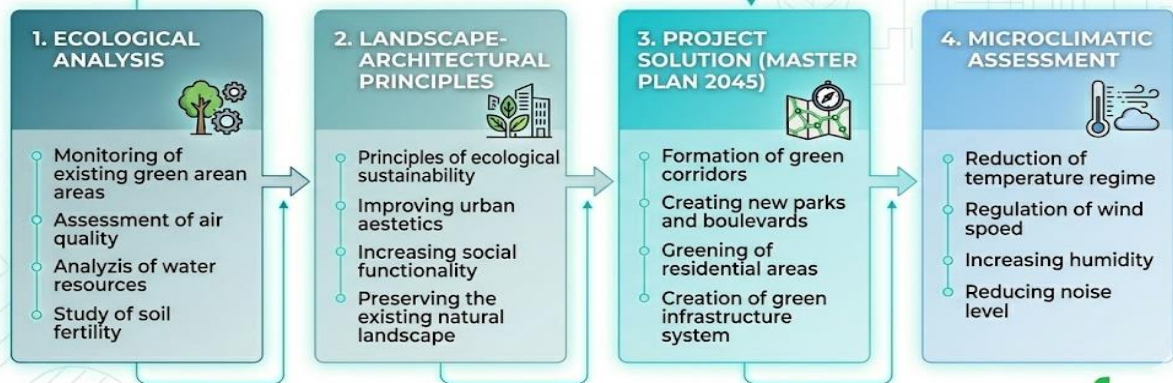 1. ECOLOGICAL
ANALYSIS
Monitoring of
existing green arean
areas
Assessment of air
quality
Analyzis of water
resources
Study of soil
fertility
2. LANDSCAPE-
ARCHITECTURAL
PRINCIPLES
Principles of ecological
sustainability
Improving urban
aestetics
Increasing social
functionality
Preserving the
existing natural
landscape
3. PROJECT
SOLUTION (MASTER
PLAN 2045)
Formation of green
corridors
Creating new parks
and boulevards
Greening of
residential areas
Creation of green
infrastructure
system
4. MICROCLIMATIC
ASSESSMENT
Reduction of
temperature regime
Regulation of wind
spoed
Increasing humidity
Reducing noise
level